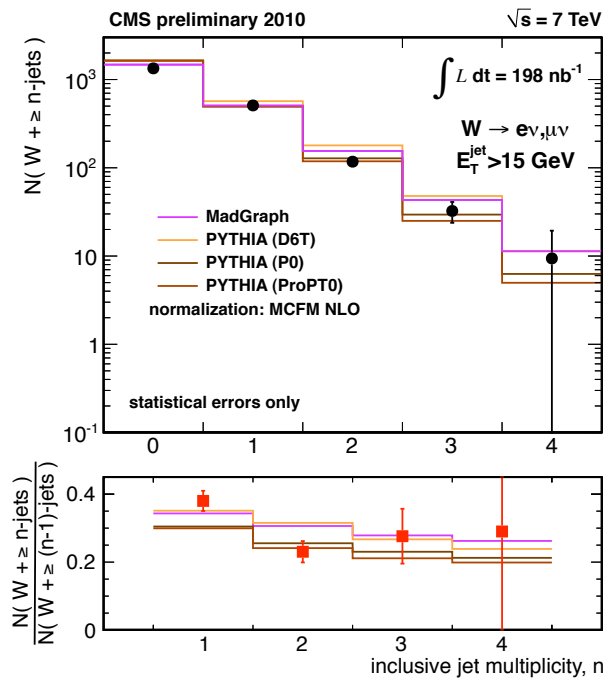 CMS preliminary 2010 √s = 7 TeV
∫ L dt = 198 nb⁻¹
W → eν,μν
E_T^jet>15 GeV
N( W + ≥ n-jets )
10³
10²
10
1
10⁻¹
MadGraph
PYTHIA (D6T)
PYTHIA (P0)
PYTHIA (ProPT0)
normalization: MCFM NLO
statistical errors only
0 1 2 3 4
N( W + ≥ n-jets )
N( W + ≥ (n-1)-jets )
0.4
0.2
0
1 2 3 4
inclusive jet multiplicity, n